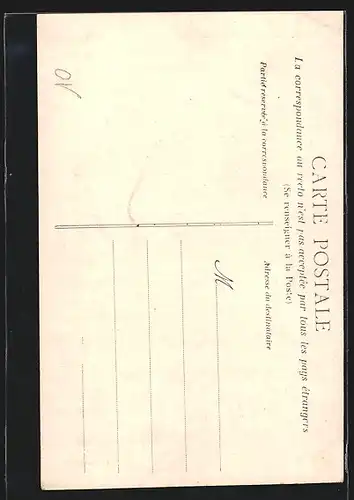 CARTE POSTALE
La correspondance au recto n'est pas acceptée par tous les pays étrangers
(Se renseigner à la Poste)
Partie réservée à la correspondance
Adresse du destinataire
M